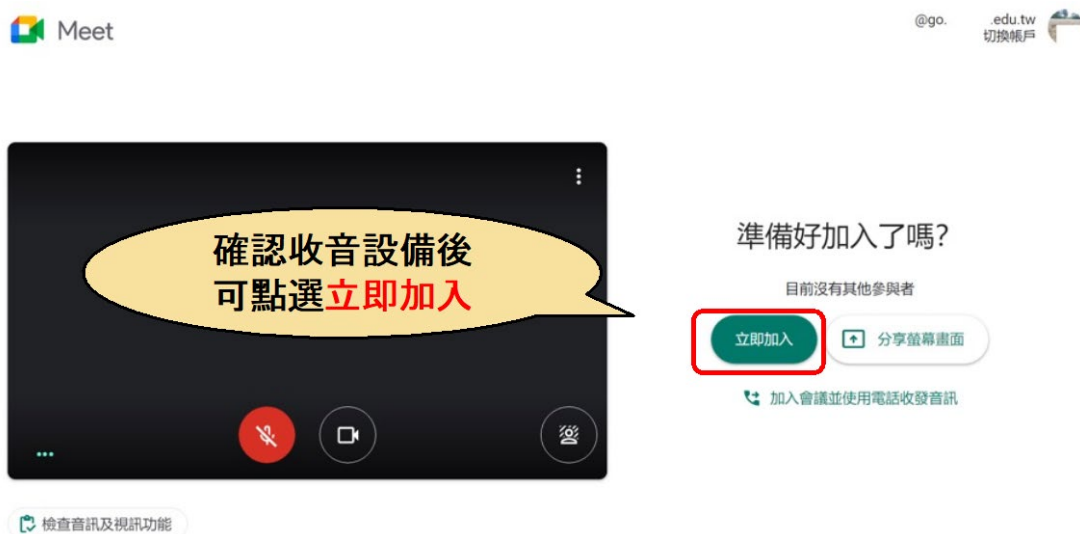 Meet
@go. .edu.tw
切換帳戶
確認收音設備後
可點選立即加入
準備好加入了嗎?
目前沒有其他參與者
立即加入
分享螢幕畫面
加入會議並使用電話收發音訊
檢查音訊及視訊功能